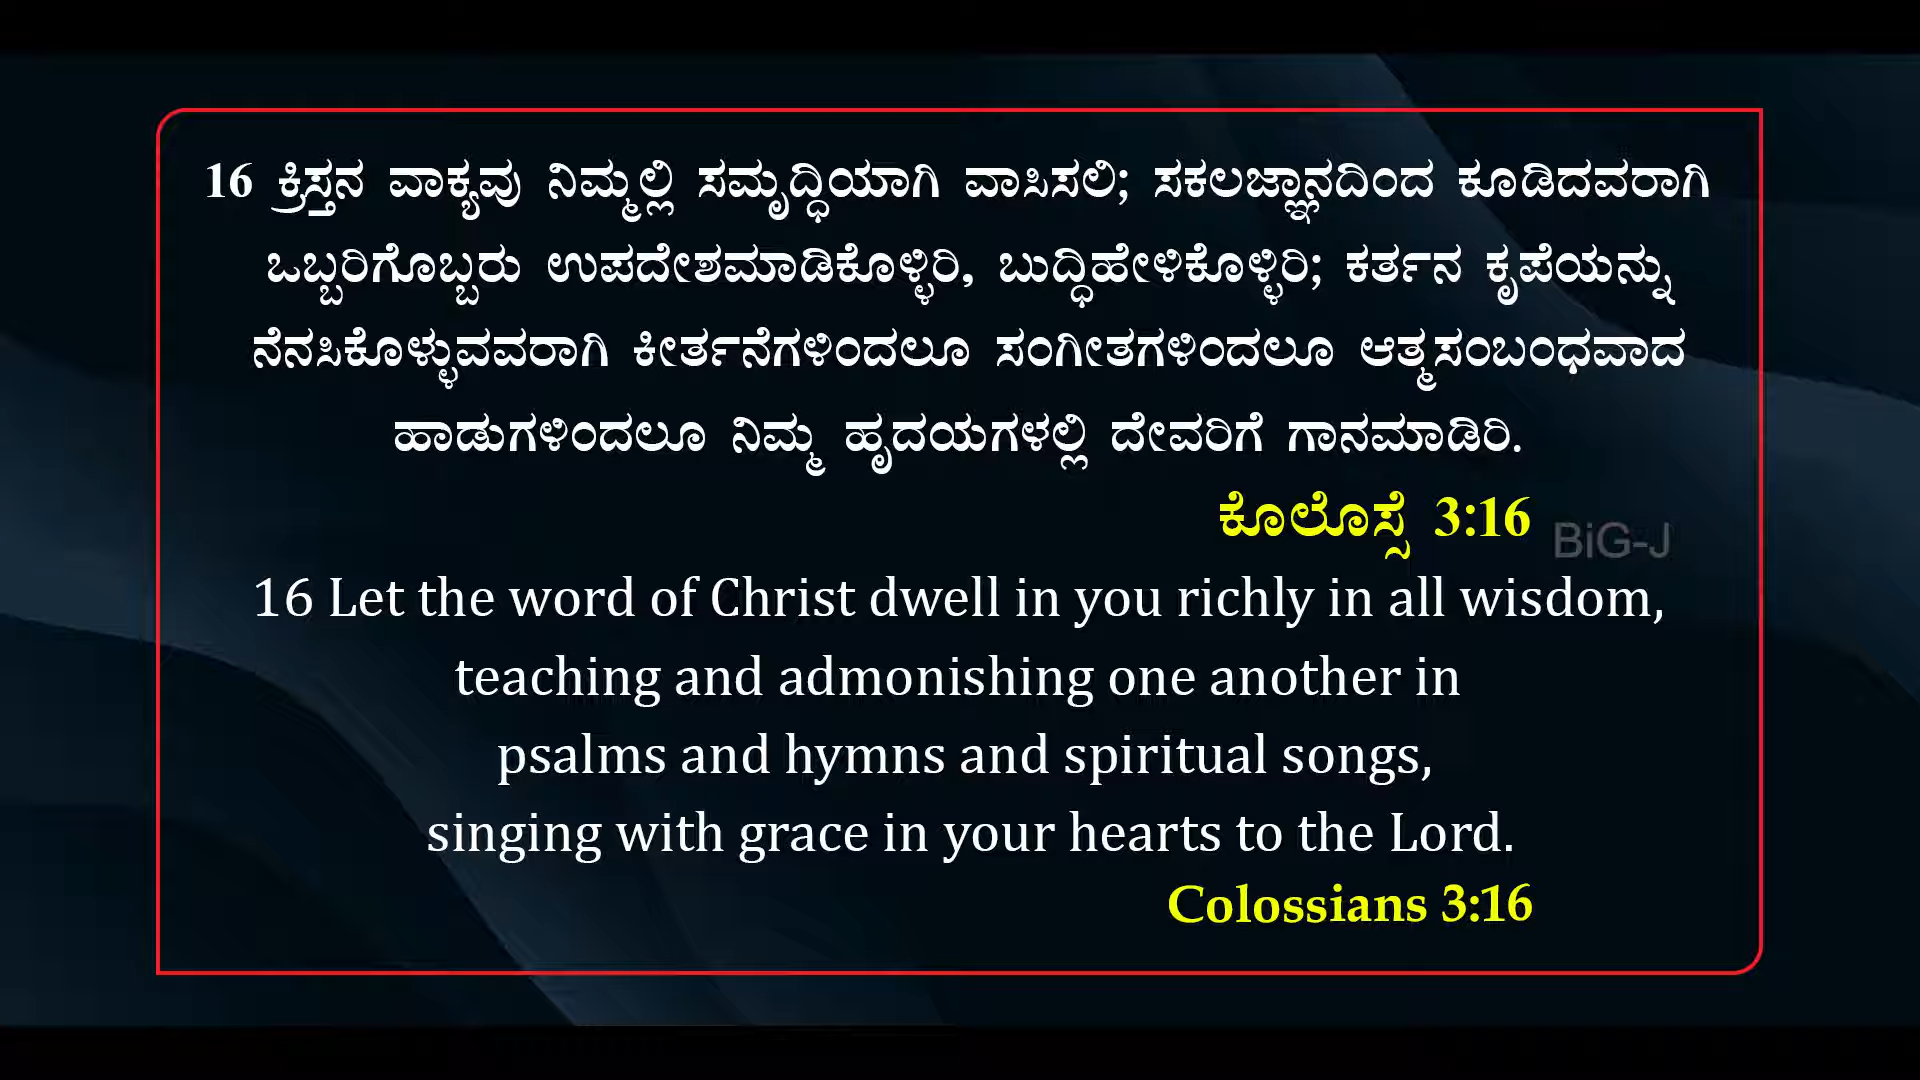 16 ಕ್ರಿಸ್ತನ ವಾಕ್ಯವು ನಿಮ್ಮಲ್ಲಿ ಸಮೃದ್ಧಿಯಾಗಿ ವಾಸಿಸಲಿ; ಸಕಲಜ್ಞಾನದಿಂದ ಕೂಡಿದವರಾಗಿ
ಒಬ್ಬರಿಗೊಬ್ಬರು ಉಪದೇಶಮಾಡಿಕೊಳ್ಳಿರಿ, ಬುದ್ಧಿಹೇಳಿಕೊಳ್ಳಿರಿ; ಕರ್ತನ ಕೃಪೆಯನ್ನು
ನೆನಸಿಕೊಳ್ಳುವವರಾಗಿ ಕೀರ್ತನೆಗಳಿಂದಲೂ ಸಂಗೀತಗಳಿಂದಲೂ ಆತ್ಮಸಂಬಂಧವಾದ
ಹಾಡುಗಳಿಂದಲೂ ನಿಮ್ಮ ಹೃದಯಗಳಲ್ಲಿ ದೇವರಿಗೆ ಗಾನಮಾಡಿರಿ.
ಕೊಲೊಸ್ಸೆ 3:16
BiG-J
16 Let the word of Christ dwell in you richly in all wisdom,
teaching and admonishing one another in
psalms and hymns and spiritual songs,
singing with grace in your hearts to the Lord.
Colossians 3:16